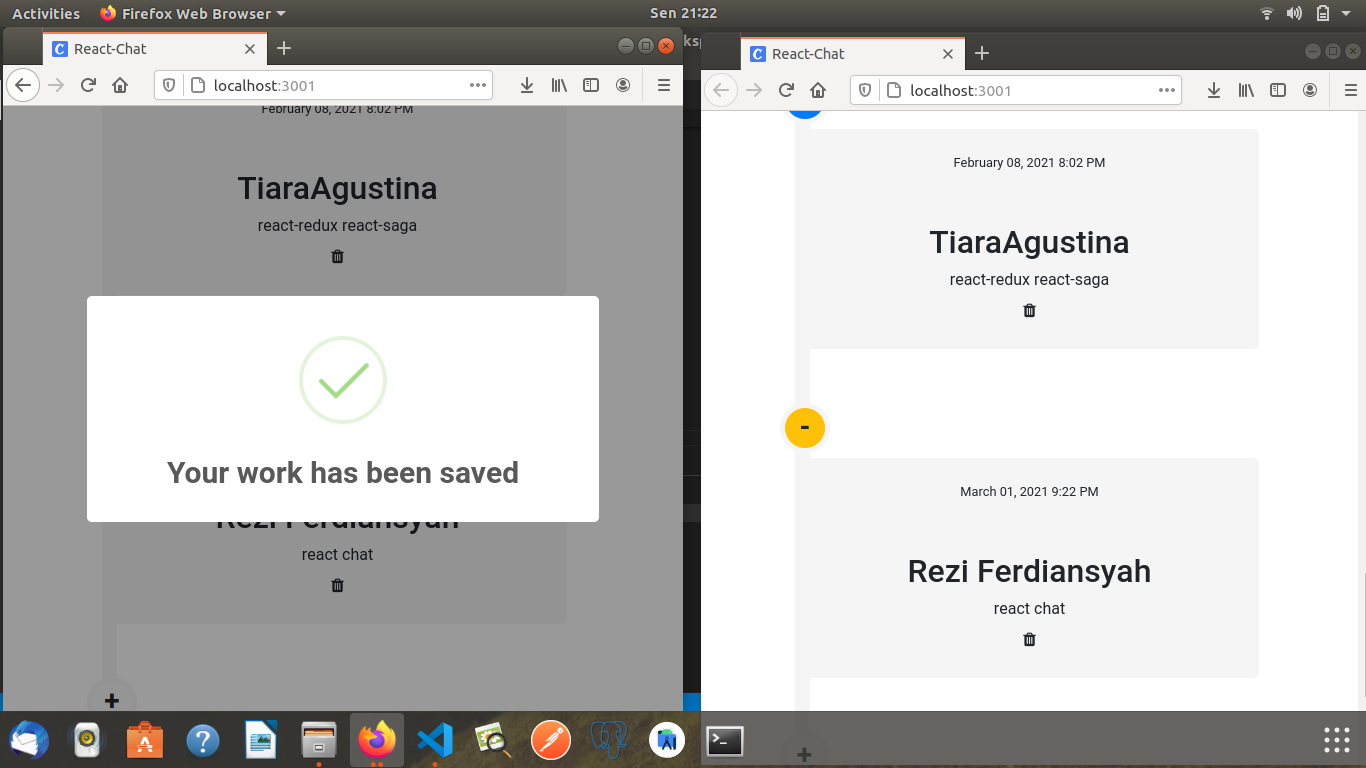 Activities
Firefox Web Browser
Sen 21:22
React-Chat
localhost:3001
February 08, 2021 8:02 PM
TiaraAgustina
react-redux react-saga
Your work has been saved
Rezi Ferdiansyah
react chat
+
React-Chat
localhost:3001
February 08, 2021 8:02 PM
TiaraAgustina
react-redux react-saga
-
March 01, 2021 9:22 PM
Rezi Ferdiansyah
react chat
+